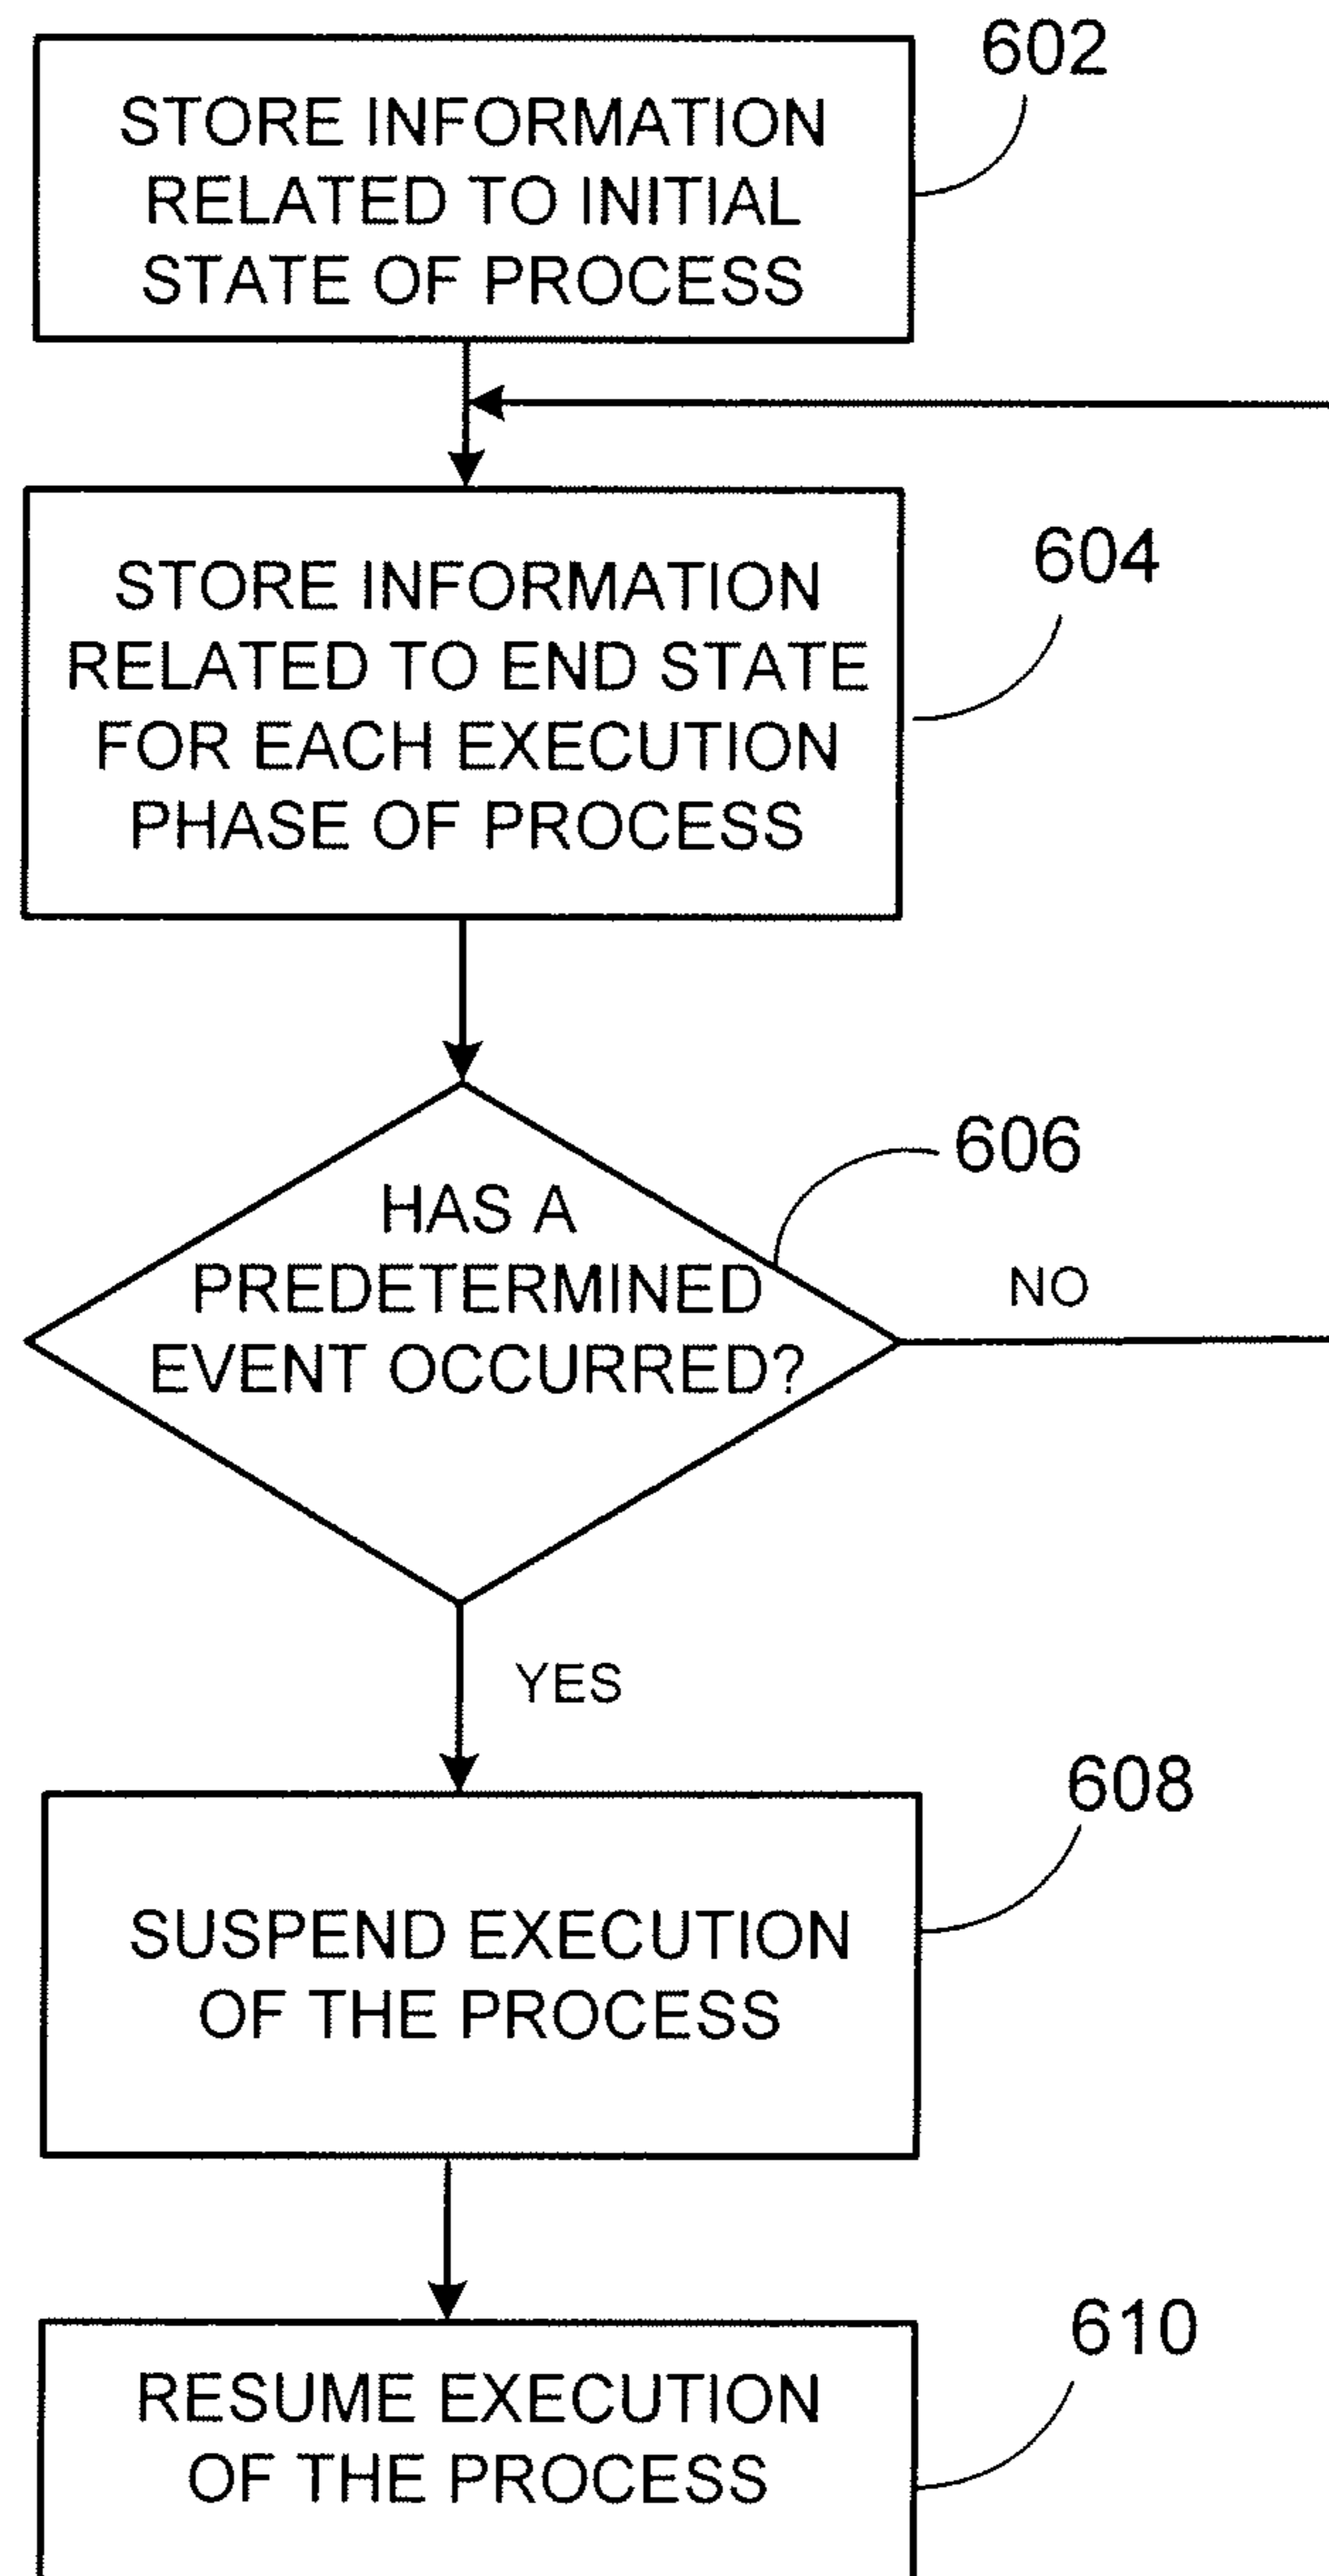 602
STORE INFORMATION
RELATED TO INITIAL
STATE OF PROCESS
604
STORE INFORMATION
RELATED TO END STATE
FOR EACH EXECUTION
PHASE OF PROCESS
606
HAS A
PREDETERMINED
EVENT OCCURRED?
NO
YES
608
SUSPEND EXECUTION
OF THE PROCESS
610
RESUME EXECUTION
OF THE PROCESS